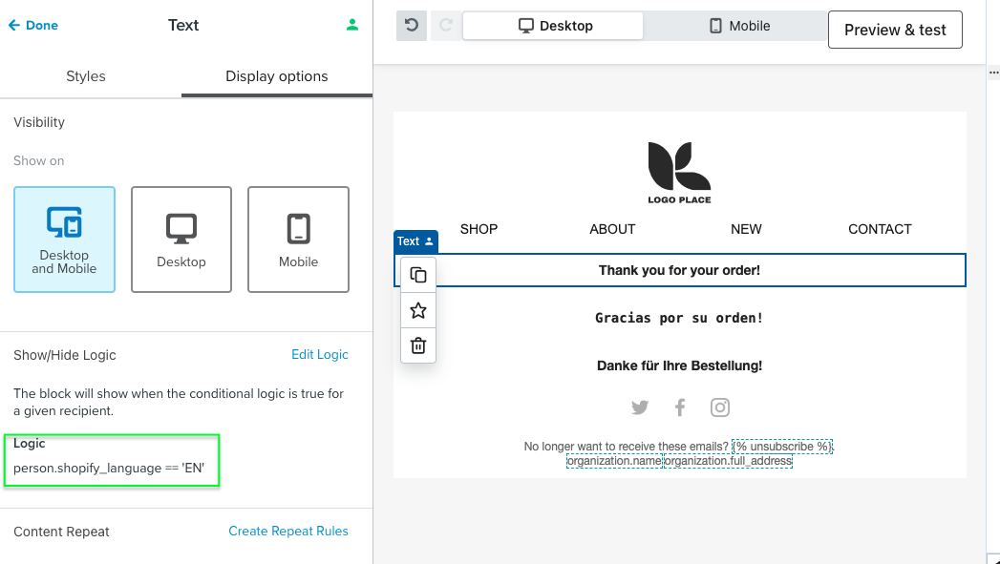 Done
Text
Styles
Display options
Visibility
Show on
Desktop
and Mobile
Desktop
Mobile
Show/Hide Logic
Edit Logic
The block will show when the conditional logic is true for
a given recipient.
Logic
person.shopify_language == 'EN'
Content Repeat
Create Repeat Rules
Desktop
Mobile
Preview & test
LOGO PLACE
SHOP
ABOUT
NEW
CONTACT
Text
Thank you for your order!
Gracias por su orden!
Danke für Ihre Bestellung!
No longer want to receive these emails? {% unsubscribe %}.
organization.name organization.full_address